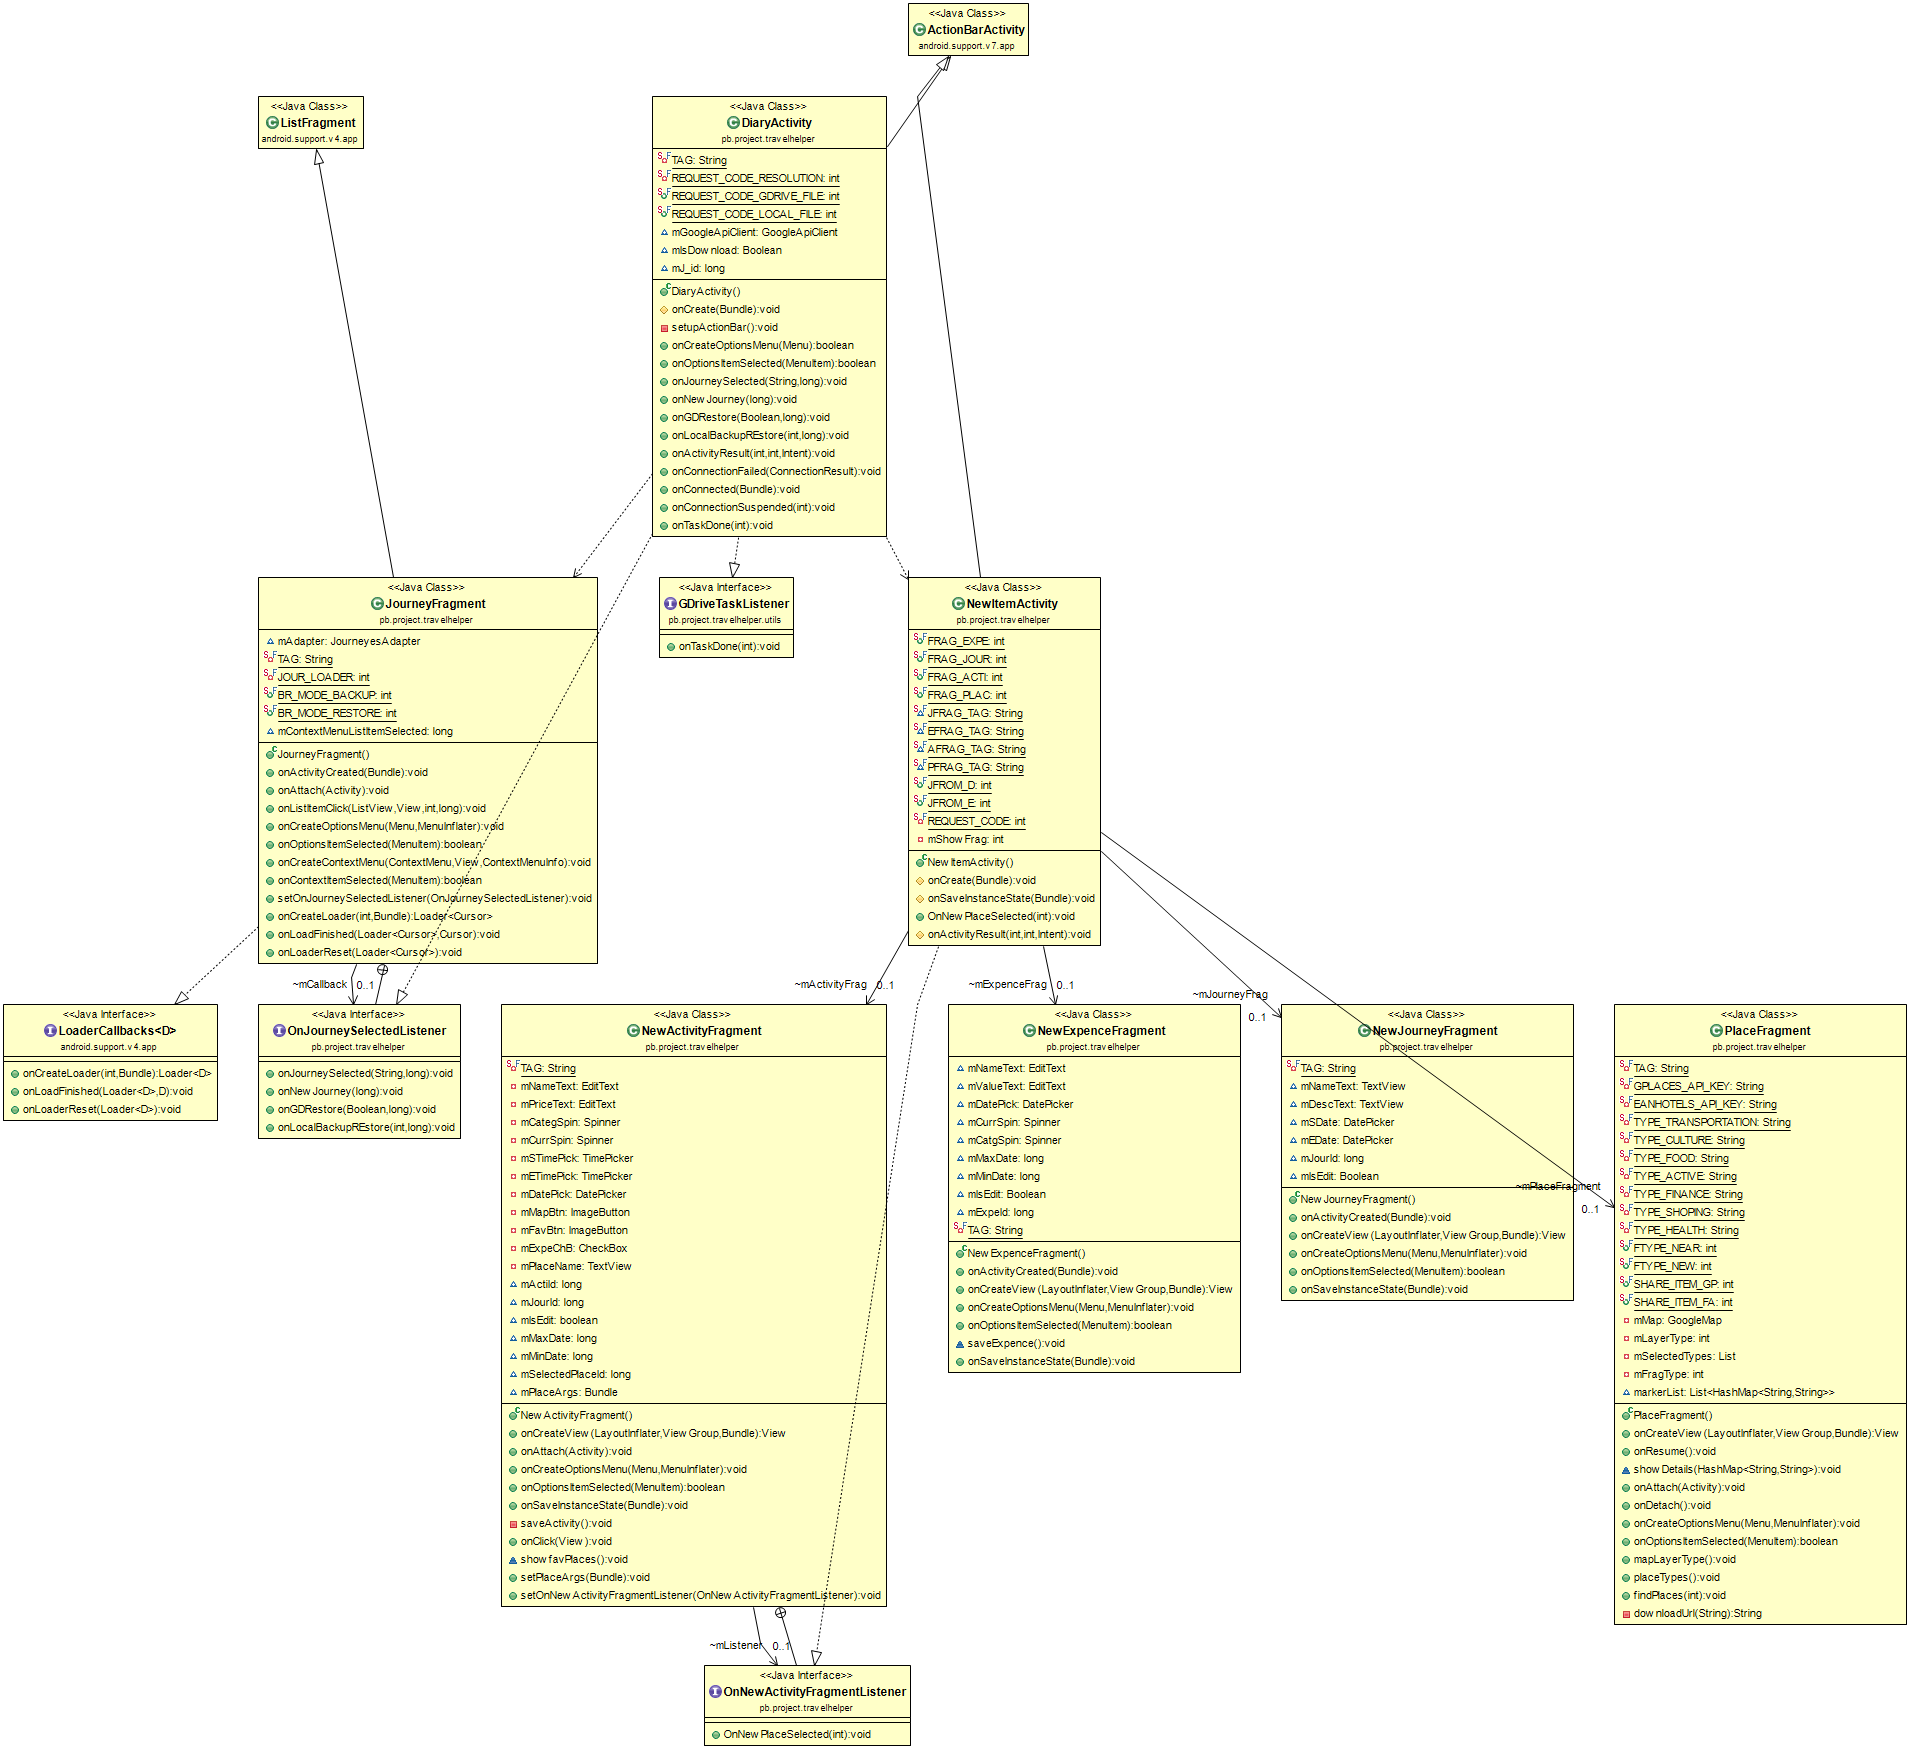 <<Java Class>>
ActionBarActivity
android.support.v7.app
<<Java Class>>
ListFragment
android.support.v4.app
<<Java Class>>
DiaryActivity
pb.project.travelhelper
TAG: String
REQUEST_CODE_RESOLUTION: int
REQUEST_CODE_GDRIVE_FILE: int
REQUEST_CODE_LOCAL_FILE: int
mGoogleApiClient: GoogleApiClient
mIsDownload: Boolean
mJ_id: long
DiaryActivity()
onCreate(Bundle):void
setupActionBar():void
onCreateOptionsMenu(Menu):boolean
onOptionsItemSelected(MenuItem):boolean
onJourneySelected(String,long):void
onNewJourney(long):void
onGDRestore(Boolean,long):void
onLocalBackupREstore(int,long):void
onActivityResult(int,int,Intent):void
onConnectionFailed(ConnectionResult):void
onConnected(Bundle):void
onConnectionSuspended(int):void
onTaskDone(int):void
<<Java Class>>
JourneyFragment
pb.project.travelhelper
mAdapter: JourneyesAdapter
TAG: String
JOUR_LOADER: int
BR_MODE_BACKUP: int
BR_MODE_RESTORE: int
mContextMenuListItemSelected: long
JourneyFragment()
onActivityCreated(Bundle):void
onAttach(Activity):void
onListItemClick(ListView,View,int,long):void
onCreateOptionsMenu(Menu,MenuInflater):void
onOptionsItemSelected(MenuItem):boolean
onCreateContextMenu(ContextMenu,View,ContextMenuInfo):void
onContextItemSelected(MenuItem):boolean
setOnJourneySelectedListener(OnJourneySelectedListener):void
onCreateLoader(int,Bundle):Loader<Cursor>
onLoadFinished(Loader<Cursor>,Cursor):void
onLoaderReset(Loader<Cursor>):void
<<Java Interface>>
GDriveTaskListener
pb.project.travelhelper.utils
onTaskDone(int):void
<<Java Class>>
NewItemActivity
pb.project.travelhelper
FRAG_EXPE: int
FRAG_JOUR: int
FRAG_ACTI: int
FRAG_PLAC: int
JFRAG_TAG: String
EFRAG_TAG: String
AFRAG_TAG: String
PFRAG_TAG: String
JFROM_D: int
JFROM_E: int
REQUEST_CODE: int
mShowFrag: int
NewItemActivity()
onCreate(Bundle):void
onSaveInstanceState(Bundle):void
OnNewPlaceSelected(int):void
onActivityResult(int,int,Intent):void
~mCallback 0..1
~mActivityFrag 0..1
~mExpenceFrag 0..1
~mJourneyFrag
0..1
~mPlaceFragment
0..1
<<Java Interface>>
LoaderCallbacks<D>
android.support.v4.app
onCreateLoader(int,Bundle):Loader<D>
onLoadFinished(Loader<D>,D):void
onLoaderReset(Loader<D>):void
<<Java Interface>>
OnJourneySelectedListener
pb.project.travelhelper
onJourneySelected(String,long):void
onNewJourney(long):void
onGDRestore(Boolean,long):void
onLocalBackupREstore(int,long):void
<<Java Class>>
NewActivityFragment
pb.project.travelhelper
TAG: String
mNameText: EditText
mPriceText: EditText
mCategSpin: Spinner
mCurrSpin: Spinner
mSTimePick: TimePicker
mETimePick: TimePicker
mDatePick: DatePicker
mMapBtn: ImageButton
mFavBtn: ImageButton
mExpeChB: CheckBox
mPlaceName: TextView
mActiId: long
mJourId: long
mIsEdit: boolean
mMaxDate: long
mMinDate: long
mSelectedPlaceId: long
mPlaceArgs: Bundle
NewActivityFragment()
onCreateView(LayoutInflater,ViewGroup,Bundle):View
onAttach(Activity):void
onCreateOptionsMenu(Menu,MenuInflater):void
onOptionsItemSelected(MenuItem):boolean
onSaveInstanceState(Bundle):void
saveActivity():void
onClick(View):void
showfavPlaces():void
setPlaceArgs(Bundle):void
setOnNewActivityFragmentListener(OnNewActivityFragmentListener):void
<<Java Class>>
NewExpenceFragment
pb.project.travelhelper
mNameText: EditText
mValueText: EditText
mDatePick: DatePicker
mCurrSpin: Spinner
mCatgSpin: Spinner
mMaxDate: long
mMinDate: long
mIsEdit: Boolean
mExpeId: long
TAG: String
NewExpenceFragment()
onActivityCreated(Bundle):void
onCreateView(LayoutInflater,ViewGroup,Bundle):View
onCreateOptionsMenu(Menu,MenuInflater):void
onOptionsItemSelected(MenuItem):boolean
saveExpence():void
onSaveInstanceState(Bundle):void
<<Java Class>>
NewJourneyFragment
pb.project.travelhelper
TAG: String
mNameText: TextView
mDescText: TextView
mSDate: DatePicker
mEDate: DatePicker
mJourId: long
mIsEdit: Boolean
NewJourneyFragment()
onActivityCreated(Bundle):void
onCreateView(LayoutInflater,ViewGroup,Bundle):View
onCreateOptionsMenu(Menu,MenuInflater):void
onOptionsItemSelected(MenuItem):boolean
onSaveInstanceState(Bundle):void
<<Java Class>>
PlaceFragment
pb.project.travelhelper
TAG: String
GPLACES_API_KEY: String
EANHOTELS_API_KEY: String
TYPE_TRANSPORTATION: String
TYPE_CULTURE: String
TYPE_FOOD: String
TYPE_ACTIVE: String
TYPE_FINANCE: String
TYPE_SHOPING: String
TYPE_HEALTH: String
FTYPE_NEAR: int
FTYPE_NEW: int
SHARE_ITEM_GP: int
SHARE_ITEM_FA: int
mMap: GoogleMap
mLayerType: int
mSelectedTypes: List
mFragType: int
markerList: List<HashMap<String,String>>
PlaceFragment()
onCreateView(LayoutInflater,ViewGroup,Bundle):View
onResume():void
showDetails(HashMap<String,String>):void
onAttach(Activity):void
onDetach():void
onCreateOptionsMenu(Menu,MenuInflater):void
onOptionsItemSelected(MenuItem):boolean
mapLayerType():void
placeTypes():void
findPlaces(int):void
downloadUrl(String):String
~mListener 0..1
<<Java Interface>>
OnNewActivityFragmentListener
pb.project.travelhelper
OnNewPlaceSelected(int):void